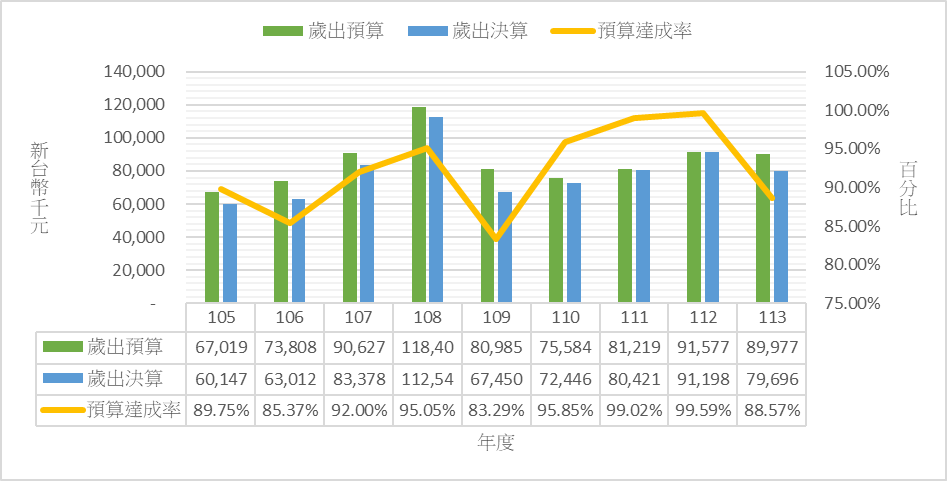 歲出預算 歲出決算 預算達成率
140,000
120,000
100,000
80,000
60,000
40,000
20,000
-
新台幣千元
105.00%
100.00%
95.00%
90.00%
85.00%
80.00%
75.00%
百分比
105 106 107 108 109 110 111 112 113
歲出預算 67,019 73,808 90,627 118,40 80,985 75,584 81,219 91,577 89,977
歲出決算 60,147 63,012 83,378 112,54 67,450 72,446 80,421 91,198 79,696
預算達成率 89.75% 85.37% 92.00% 95.05% 83.29% 95.85% 99.02% 99.59% 88.57%
年度